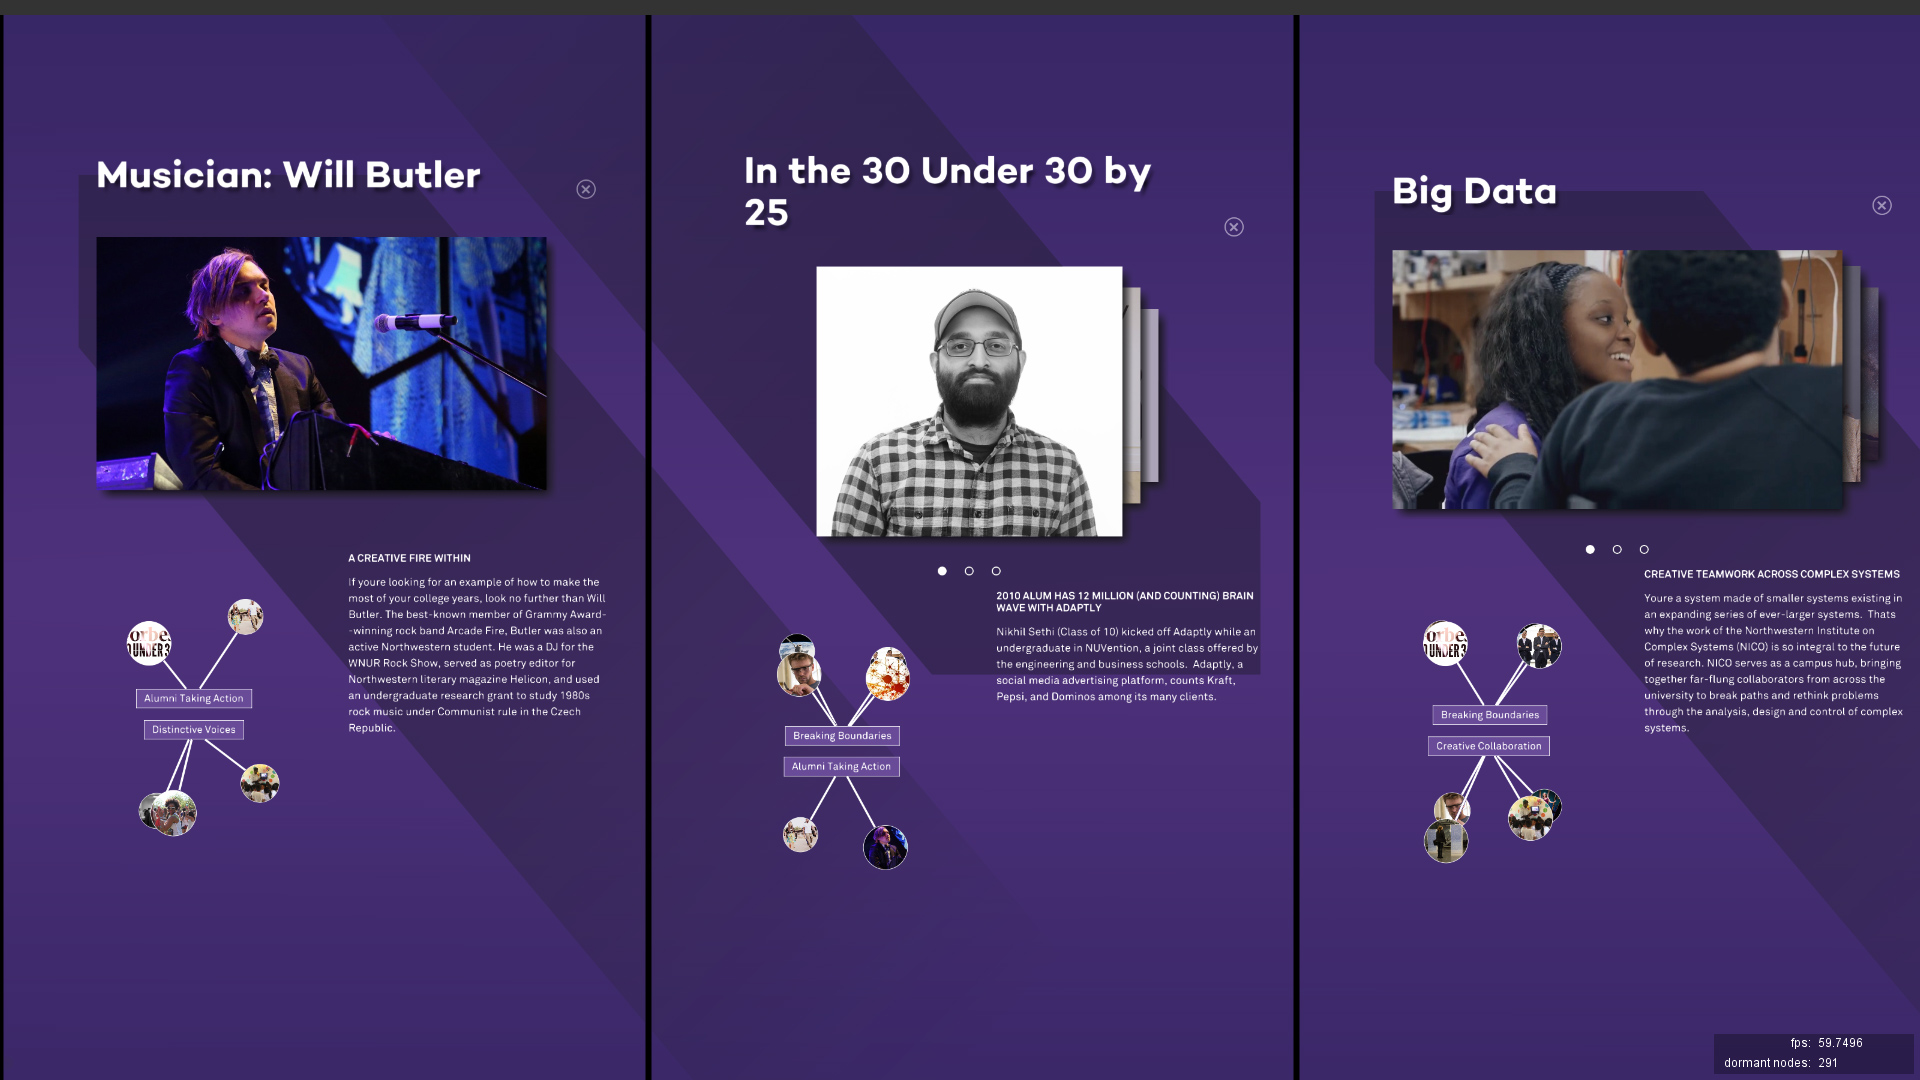 Musician: Will Butler
A CREATIVE FIRE WITHIN
If youre looking for an example of how to make the
most of your college years, look no further than Will
Butler. The best-known member of Grammy Award-
-winning rock band Arcade Fire, Butler was also an
active Northwestern student. He was a DJ for the
WNUR Rock Show, served as poetry editor for
Northwestern literary magazine Helicon, and used
an undergraduate research grant to study 1980s
rock music under Communist rule in the Czech
Republic.
orbes
UNDER 3
Alumni Taking Action
Distinctive Voices
In the 30 Under 30 by
25
2010 ALUM HAS 12 MILLION (AND COUNTING) BRAIN
WAVE WITH ADAPTLY
Nikhil Sethi (Class of 10) kicked off Adaptly while an
undergraduate in NUVention, a joint class offered by
the engineering and business schools.  Adaptly, a
social media advertising platform, counts Kraft,
Pepsi, and Dominos among its many clients.
Breaking Boundaries
Alumni Taking Action
Big Data
CREATIVE TEAMWORK ACROSS COMPLEX SYSTEMS
Youre a system made of smaller systems existing in
an expanding series of ever-larger systems.  Thats
why the work of the Northwestern Institute on
Complex Systems (NICO) is so integral to the future
of research. NICO serves as a campus hub, bringing
together far-flung collaborators from across the
university to break paths and rethink problems
through the analysis, design and control of complex
systems.
orbes
UNDER 3
Breaking Boundaries
Creative Collaboration
fps: 59.7496
dormant nodes: 291